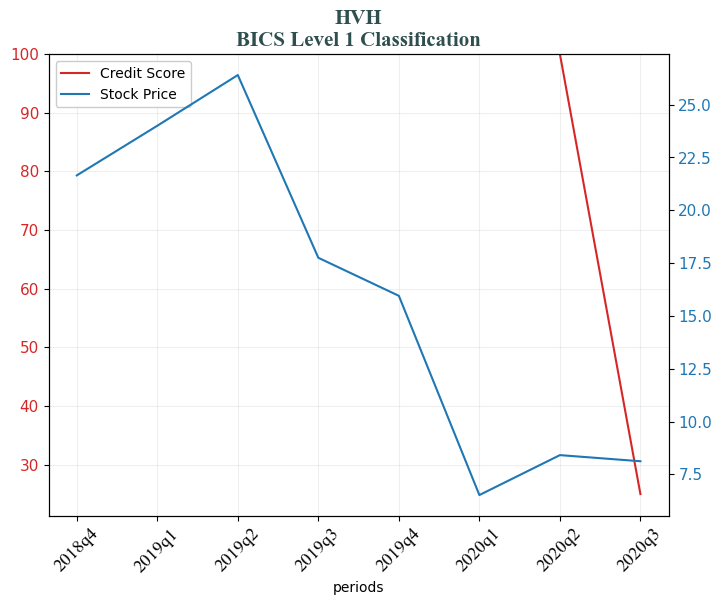 HVH
BICS Level 1 Classification
Credit Score
Stock Price
100
90
80
70
60
50
40
30
25.0
22.5
20.0
17.5
15.0
12.5
10.0
7.5
2018q4
2019q1
2019q2
2019q3
2019q4
2020q1
2020q2
2020q3
periods